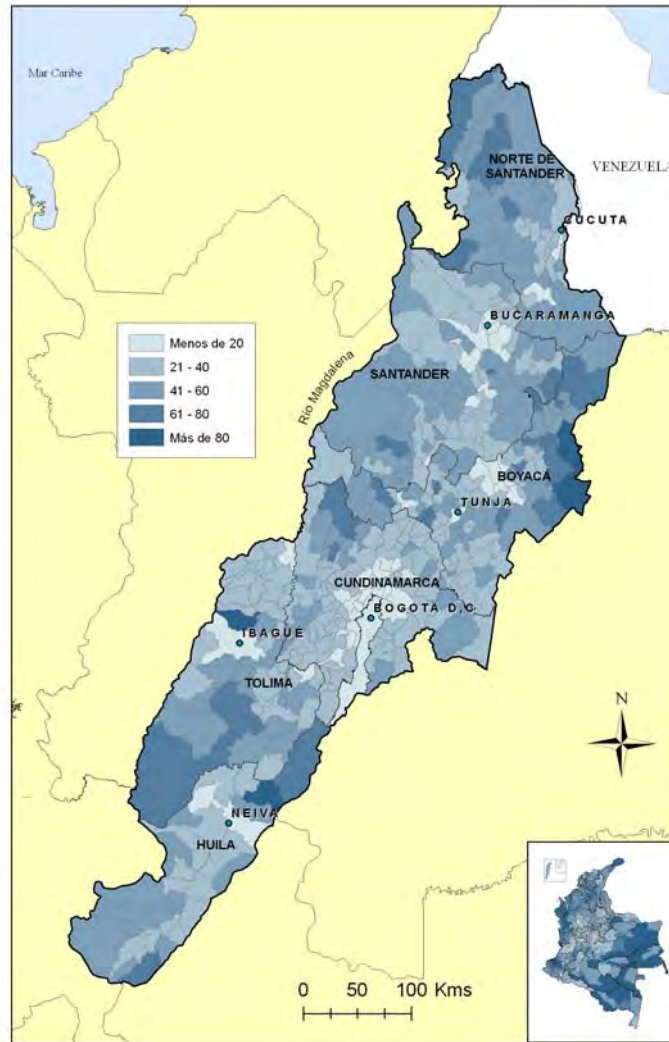 Mar Caribe
NORTE DE
SANTANDER
VENEZUELA
CUCUTA
BUCARAMANGA
Menos de 20
21 - 40
41 - 60
61 - 80
Más de 80
Río Magdalena
SANTANDER
BOYACÁ
TUNJA
CUNDINAMARCA
BOGOTA D,C
IBAGUE
TOLIMA
N
NEIVA
HUILA
0 50 100 Kms